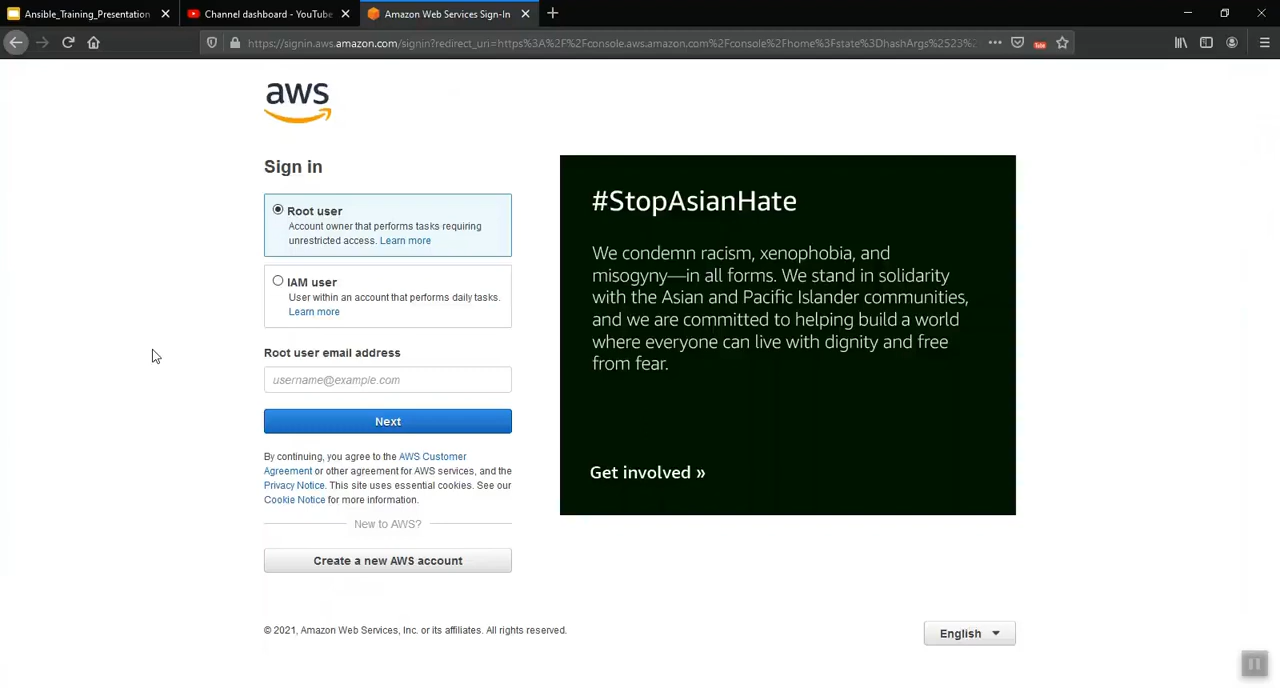 Ansible_Training_Presentation
Channel dashboard - YouTube
Amazon Web Services Sign-In
https://signin.aws.amazon.com/signin?redirect_uri=https%3A%2F%2Fconsole.aws.amazon.com%2Fconsole%2Fhome%3Fstate%3DhashArgs%2523%2
aws
Sign in
Root user
Account owner that performs tasks requiring
unrestricted access. Learn more
IAM user
User within an account that performs daily tasks.
Learn more
Root user email address
username@example.com
Next
By continuing, you agree to the AWS Customer
Agreement or other agreement for AWS services, and the
Privacy Notice. This site uses essential cookies. See our
Cookie Notice for more information.
New to AWS?
Create a new AWS account
#StopAsianHate
We condemn racism, xenophobia, and
misogyny—in all forms. We stand in solidarity
with the Asian and Pacific Islander communities,
and we are committed to helping build a world
where everyone can live with dignity and free
from fear.
Get involved »
© 2021, Amazon Web Services, Inc. or its affiliates. All rights reserved.
English